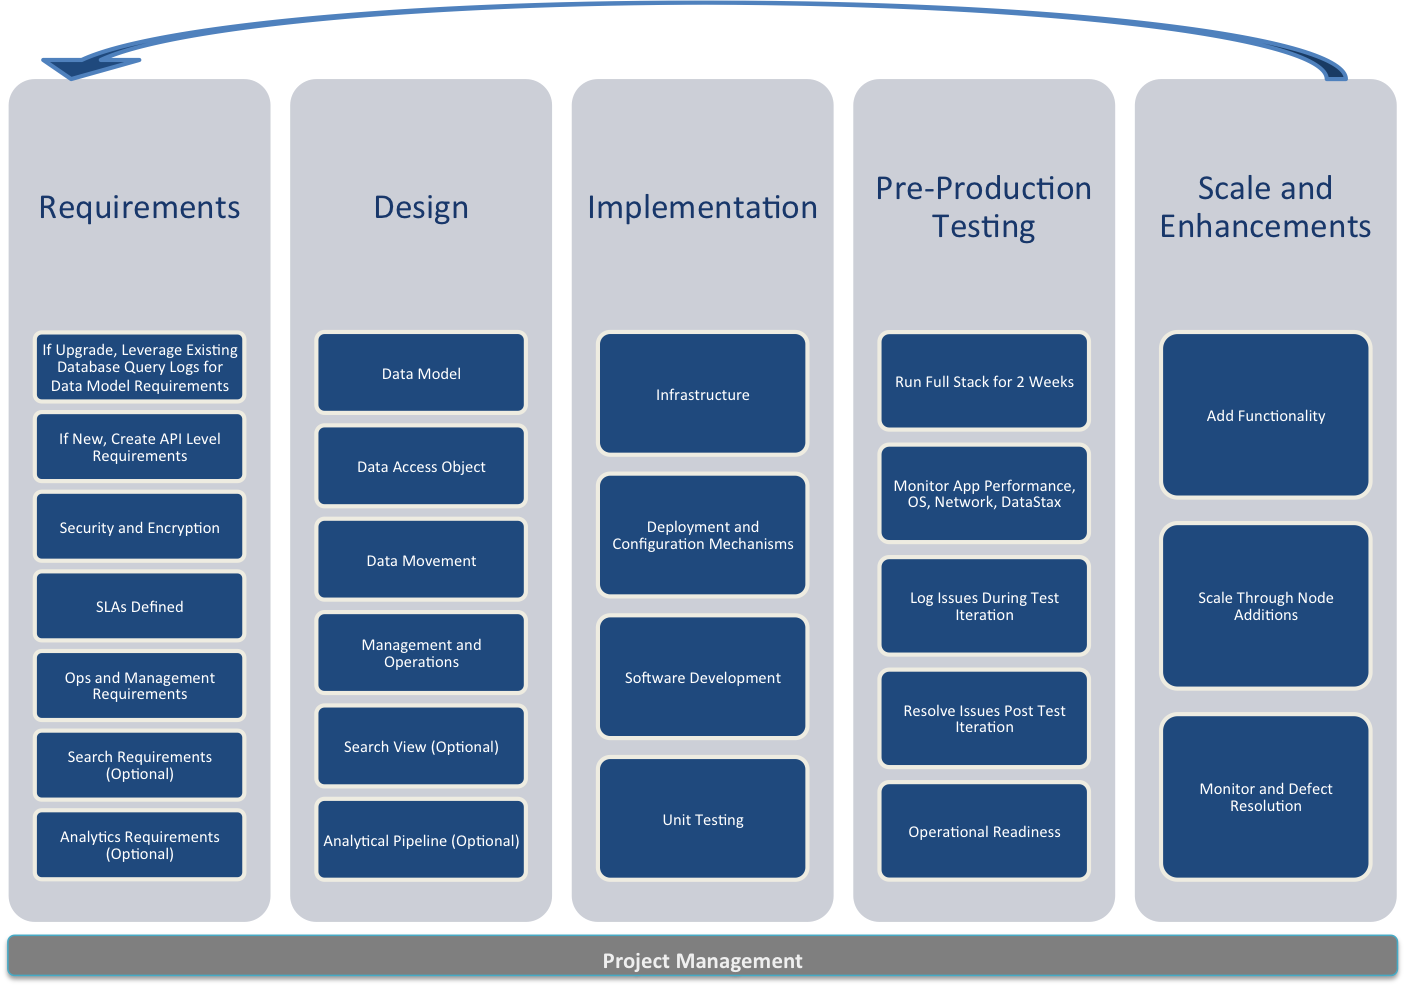 Requirements
If Upgrade, Leverage Existing
Database Query Logs for
Data Model Requirements
If New, Create API Level
Requirements
Security and Encryption
SLAs Defined
Ops and Management
Requirements
Search Requirements
(Optional)
Analytics Requirements
(Optional)
Design
Data Model
Data Access Object
Data Movement
Management and
Operations
Search View (Optional)
Analytical Pipeline (Optional)
Implementation
Infrastructure
Deployment and
Configuration Mechanisms
Software Development
Unit Testing
Pre-Production
Testing
Run Full Stack for 2 Weeks
Monitor App Performance,
OS, Network, DataStax
Log Issues During Test
Iteration
Resolve Issues Post Test
Iteration
Operational Readiness
Scale and
Enhancements
Add Functionality
Scale Through Node
Additions
Monitor and Defect
Resolution
Project Management